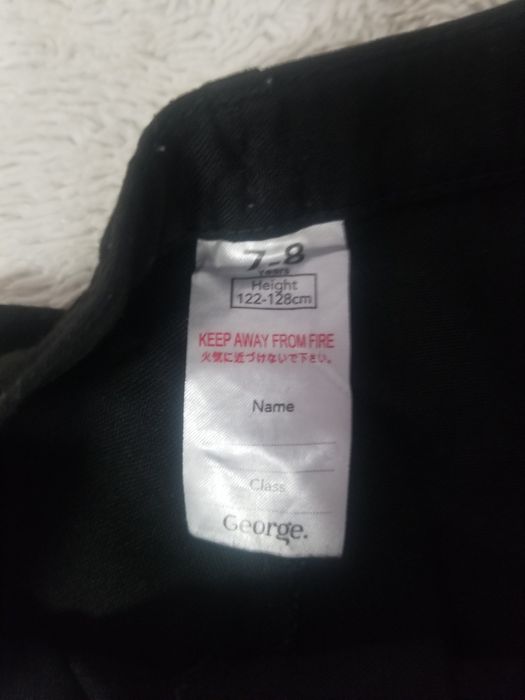 7-8
years
Height
122-128cm
KEEP AWAY FROM FIRE
火気に近づけないで下さい。
Name
Class
George.